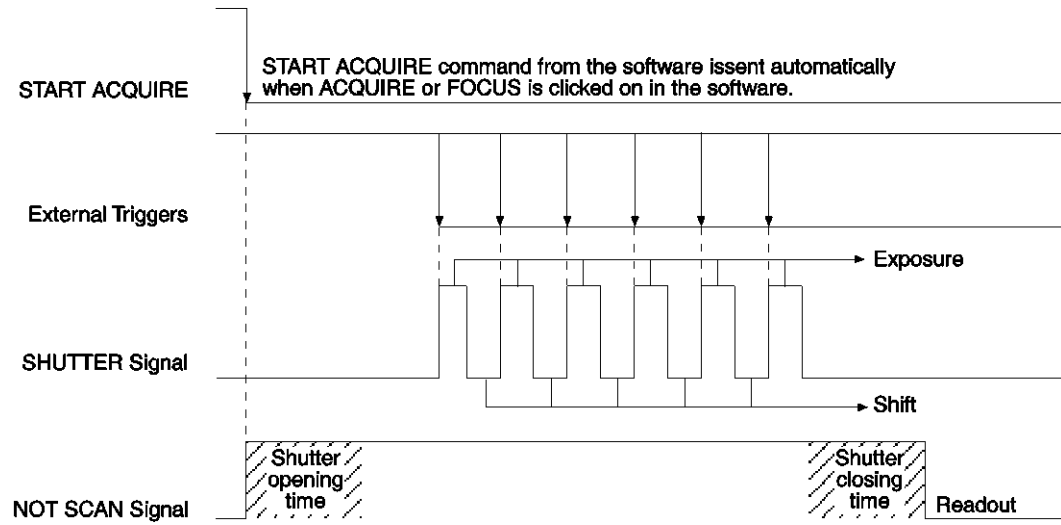 START ACQUIRE
START ACQUIRE command from the software issent automatically
when ACQUIRE or FOCUS is clicked on in the software.
External Triggers
Exposure
SHUTTER Signal
Shift
Shutter
opening
time
Shutter
closing
time
NOT SCAN Signal
Readout